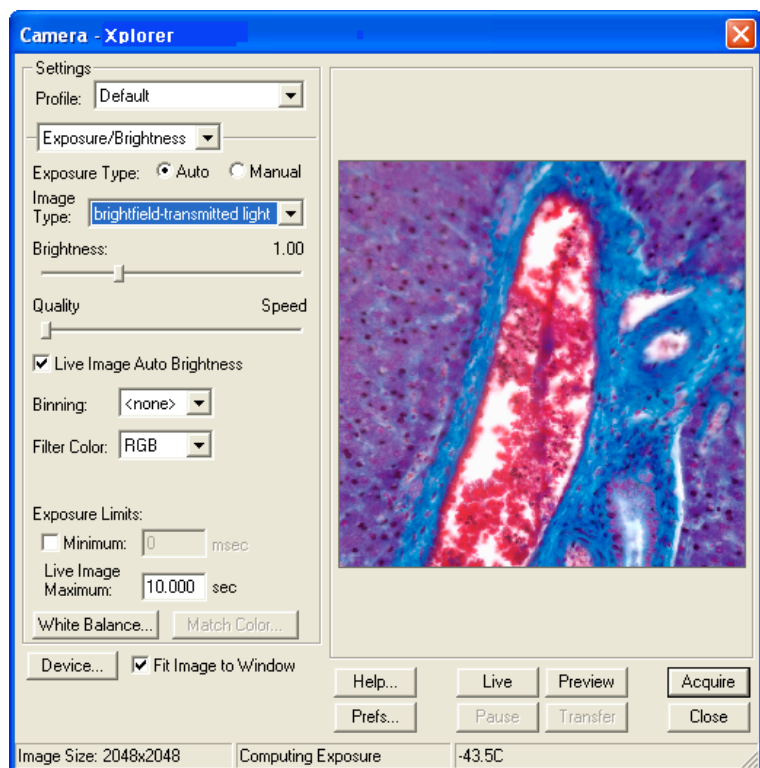 Camera - Xplorer
Settings
Profile: Default
Exposure/Brightness
Exposure Type: Auto Manual
Image Type: brightfield-transmitted light
Brightness: 1.00
Quality Speed
Live Image Auto Brightness
Binning: <none>
Filter Color: RGB
Exposure Limits:
Minimum: 0 msec
Live Image Maximum: 10.000 sec
White Balance... Match Color...
Device... Fit Image to Window
Help... Live Preview Acquire
Prefs... Pause Transfer Close
Image Size: 2048x2048 Computing Exposure -43.5C